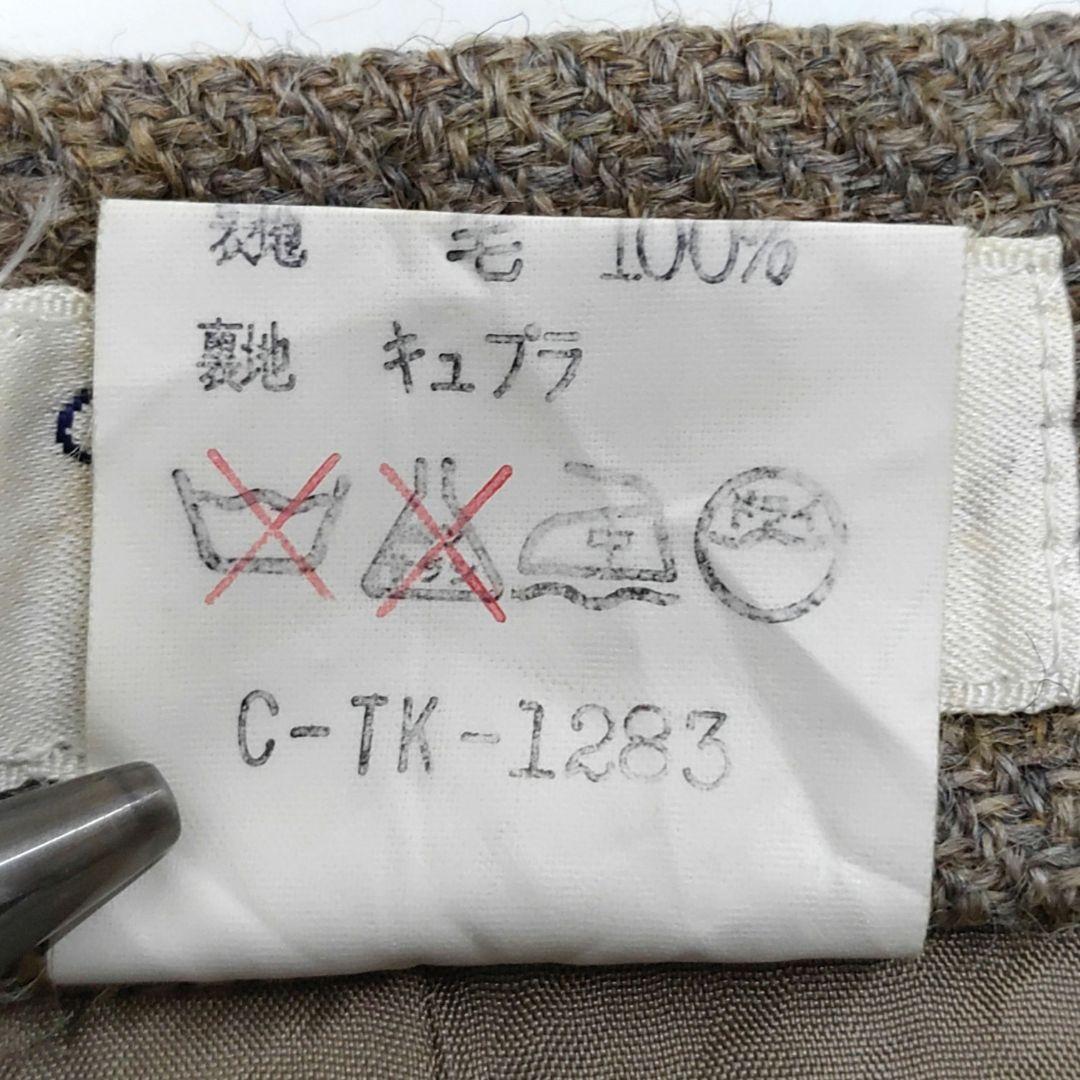 表地 毛 100%
裏地 キュプラ
中 ドライ
C-TK-1283